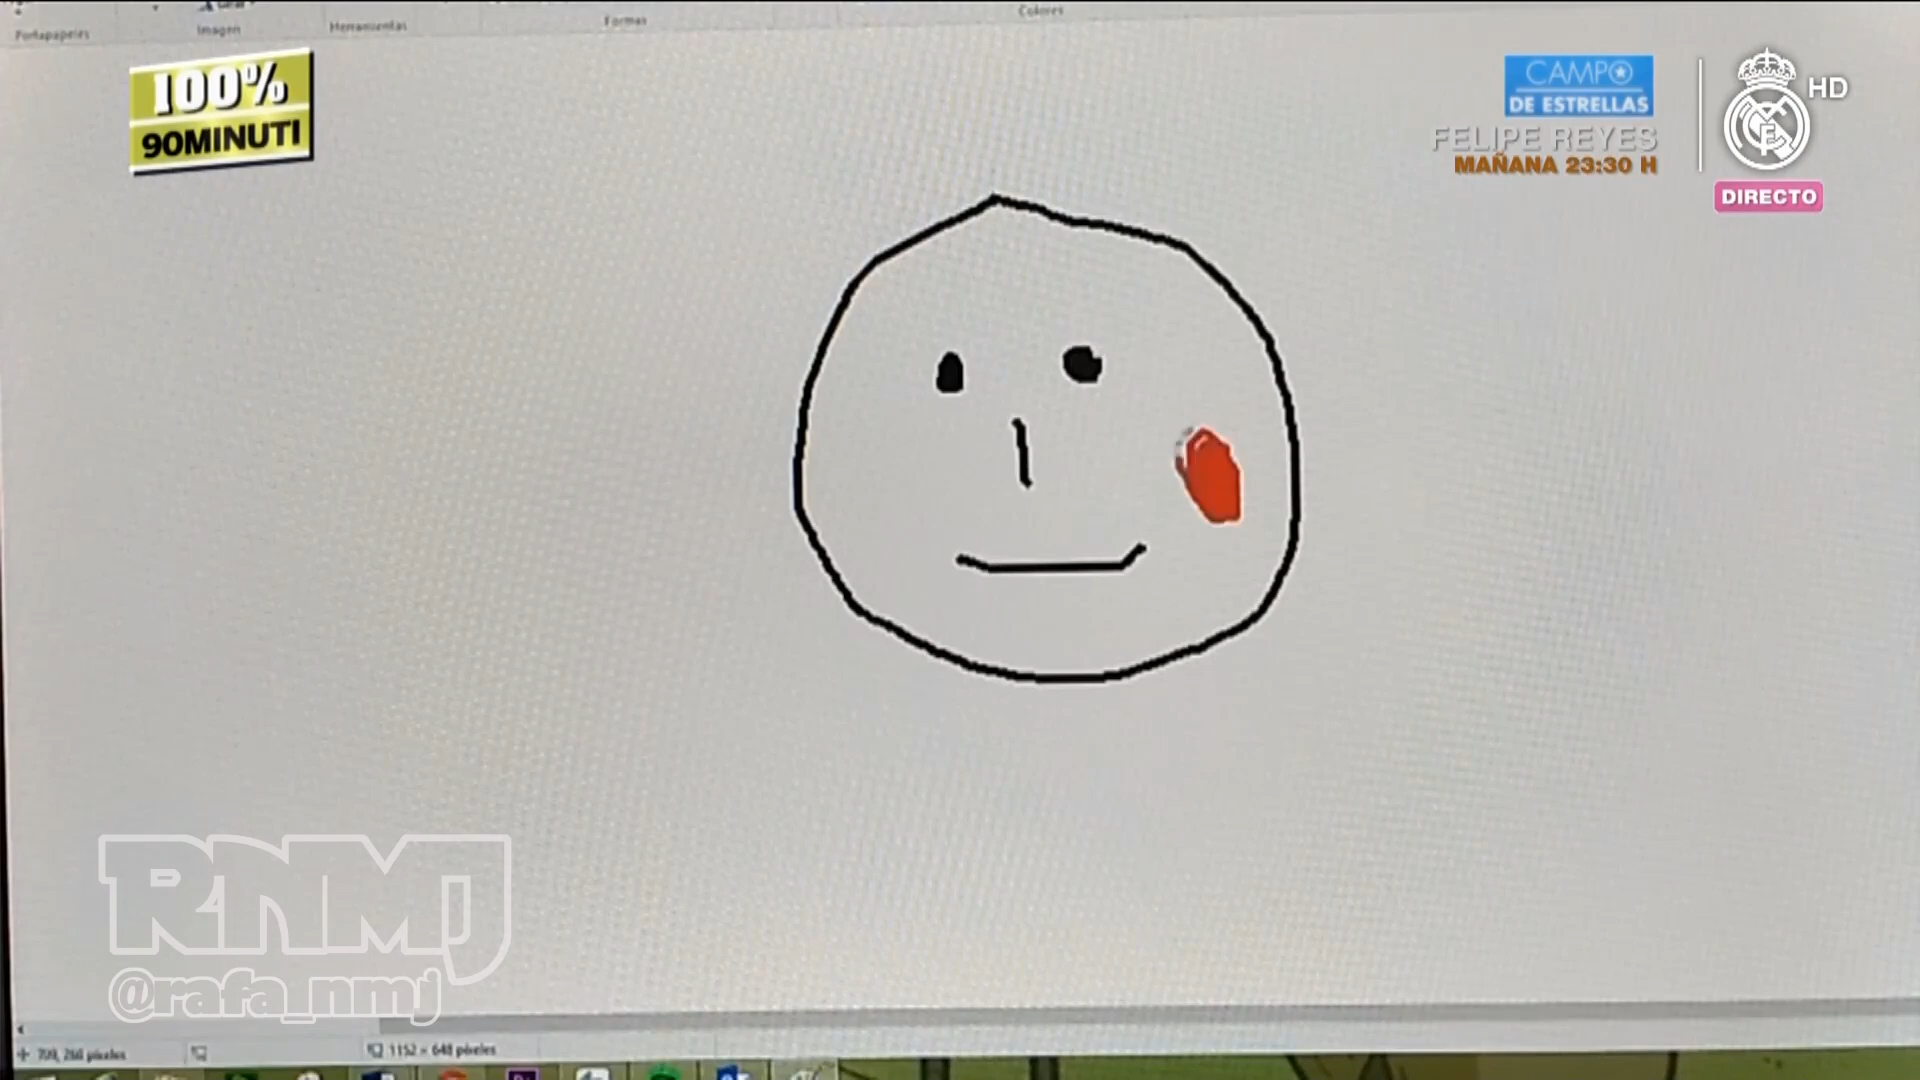 Portapapeles
Imagen
Herramientas
Formas
Colores
100%
90MINUTI
CAMPO
DE ESTRELLAS
FELIPE REYES
MAÑANA 23:30 H
HD
DIRECTO
RNMJ
@rafa_nmj
1152 × 648 píxeles